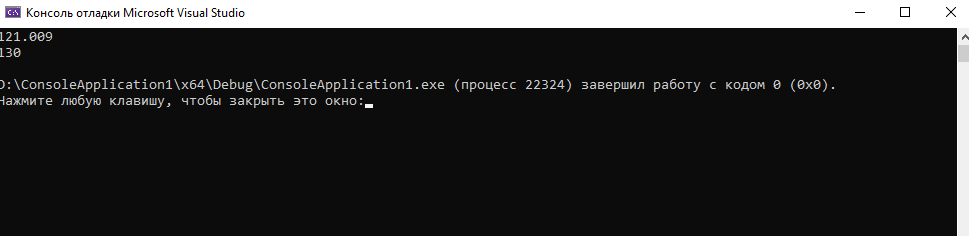 Консоль отладки Microsoft Visual Studio
121.009
130
D:\ConsoleApplication1\x64\Debug\ConsoleApplication1.exe (процесс 22324) завершил работу с кодом 0 (0x0).
Нажмите любую клавишу, чтобы закрыть это окно: